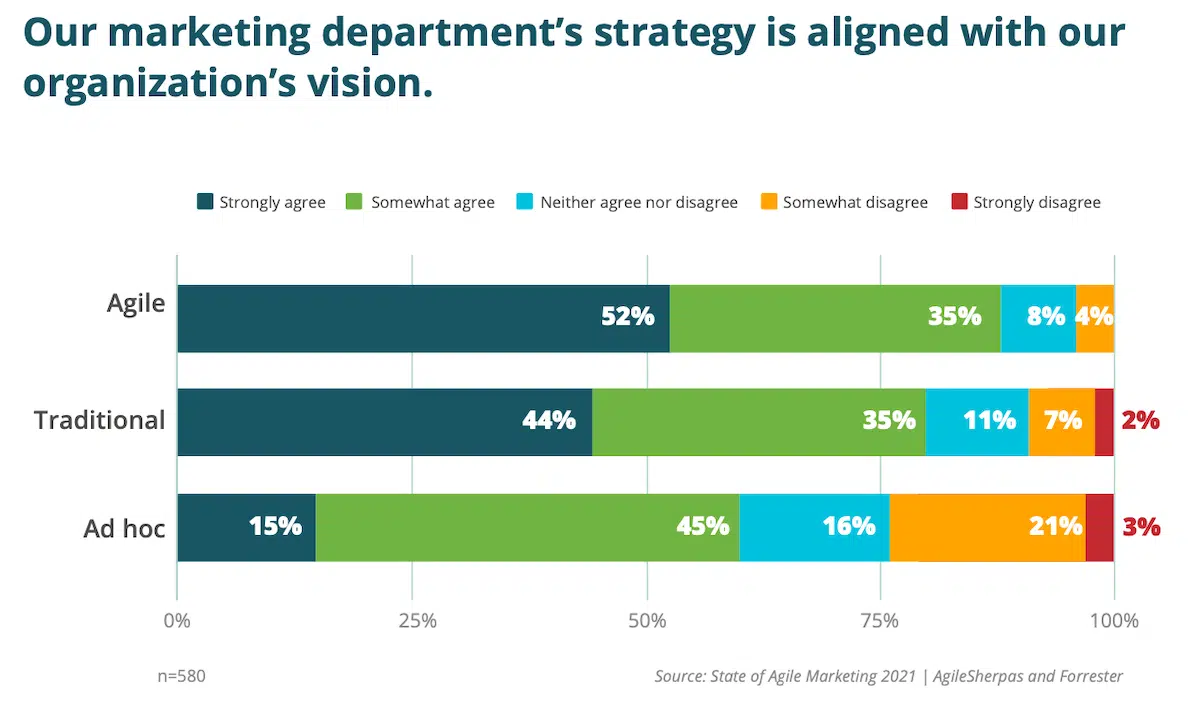 Our marketing department’s strategy is aligned with our
organization’s vision.
Strongly agree Somewhat agree Neither agree nor disagree Somewhat disagree Strongly disagree
Agile 52% 35% 8% 4%
Traditional 44% 35% 11% 7% 2%
Ad hoc 15% 45% 16% 21% 3%
0% 25% 50% 75% 100%
n=580 Source: State of Agile Marketing 2021 | AgileSherpas and Forrester